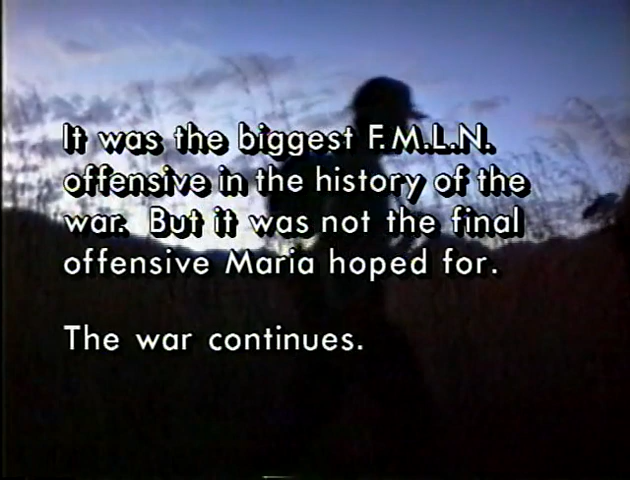 It was the biggest F.M.L.N.
offensive in the history of the
war. But it was not the final
offensive Maria hoped for.
The war continues.